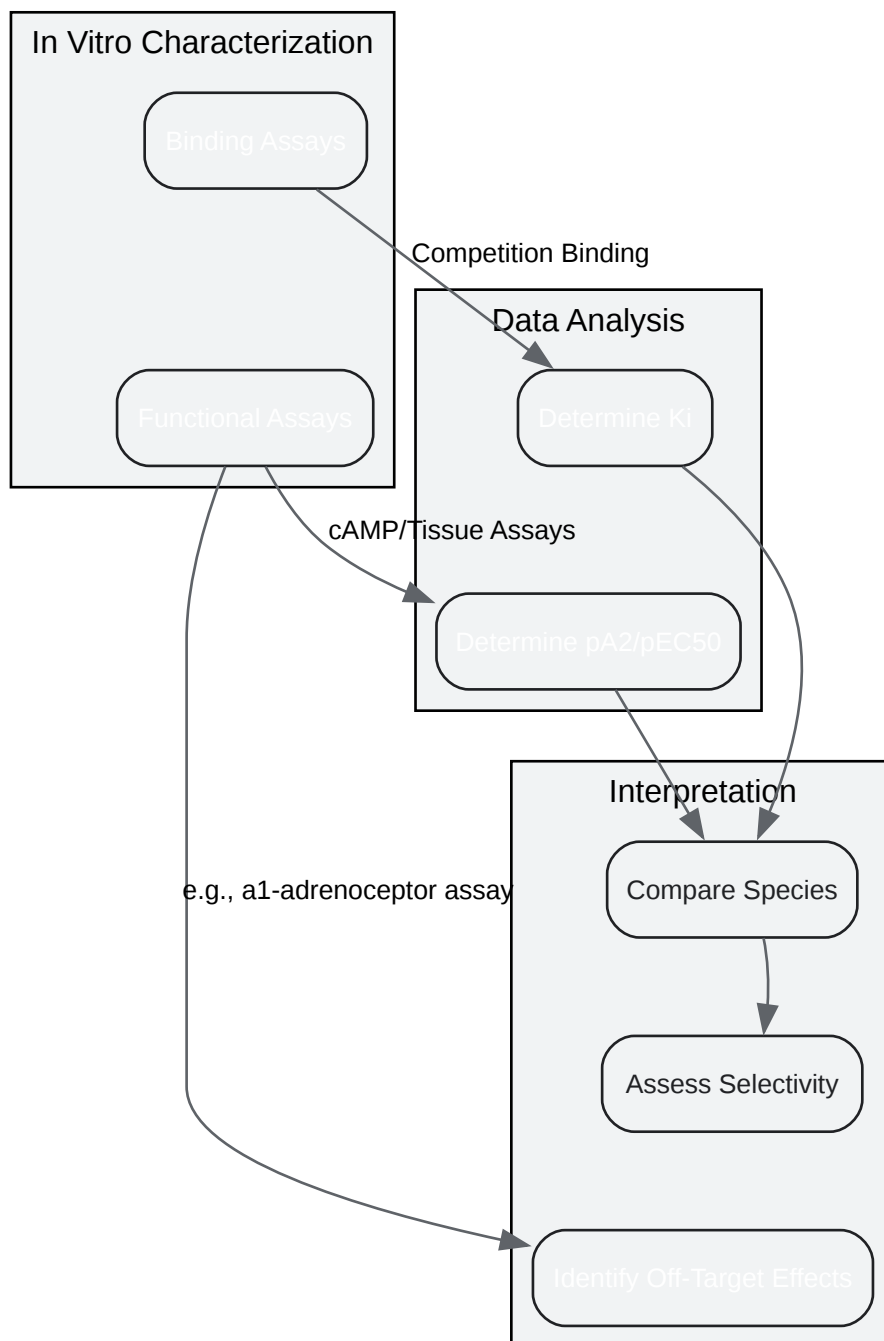 In Vitro Characterization
Binding Assays
Competition Binding
Data Analysis
Determine Ki
Functional Assays
cAMP/Tissue Assays
Determine pA2/pEC50
Interpretation
Compare Species
e.g., a1-adrenoceptor assay
Assess Selectivity
Identify Off-Target Effects